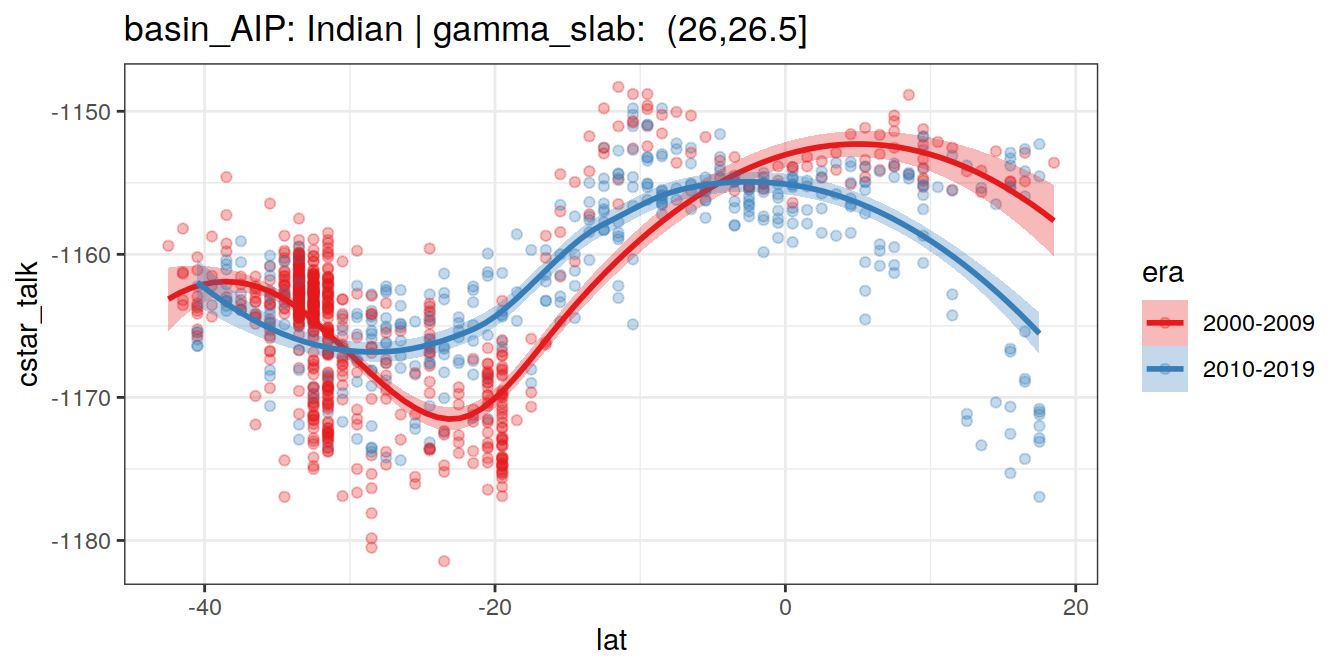 basin_AIP: Indian | gamma_slab:  (26,26.5]
-1150
-1160
-1170
-1180
cstar_talk
-40
-20
0
20
lat
era
2000-2009
2010-2019